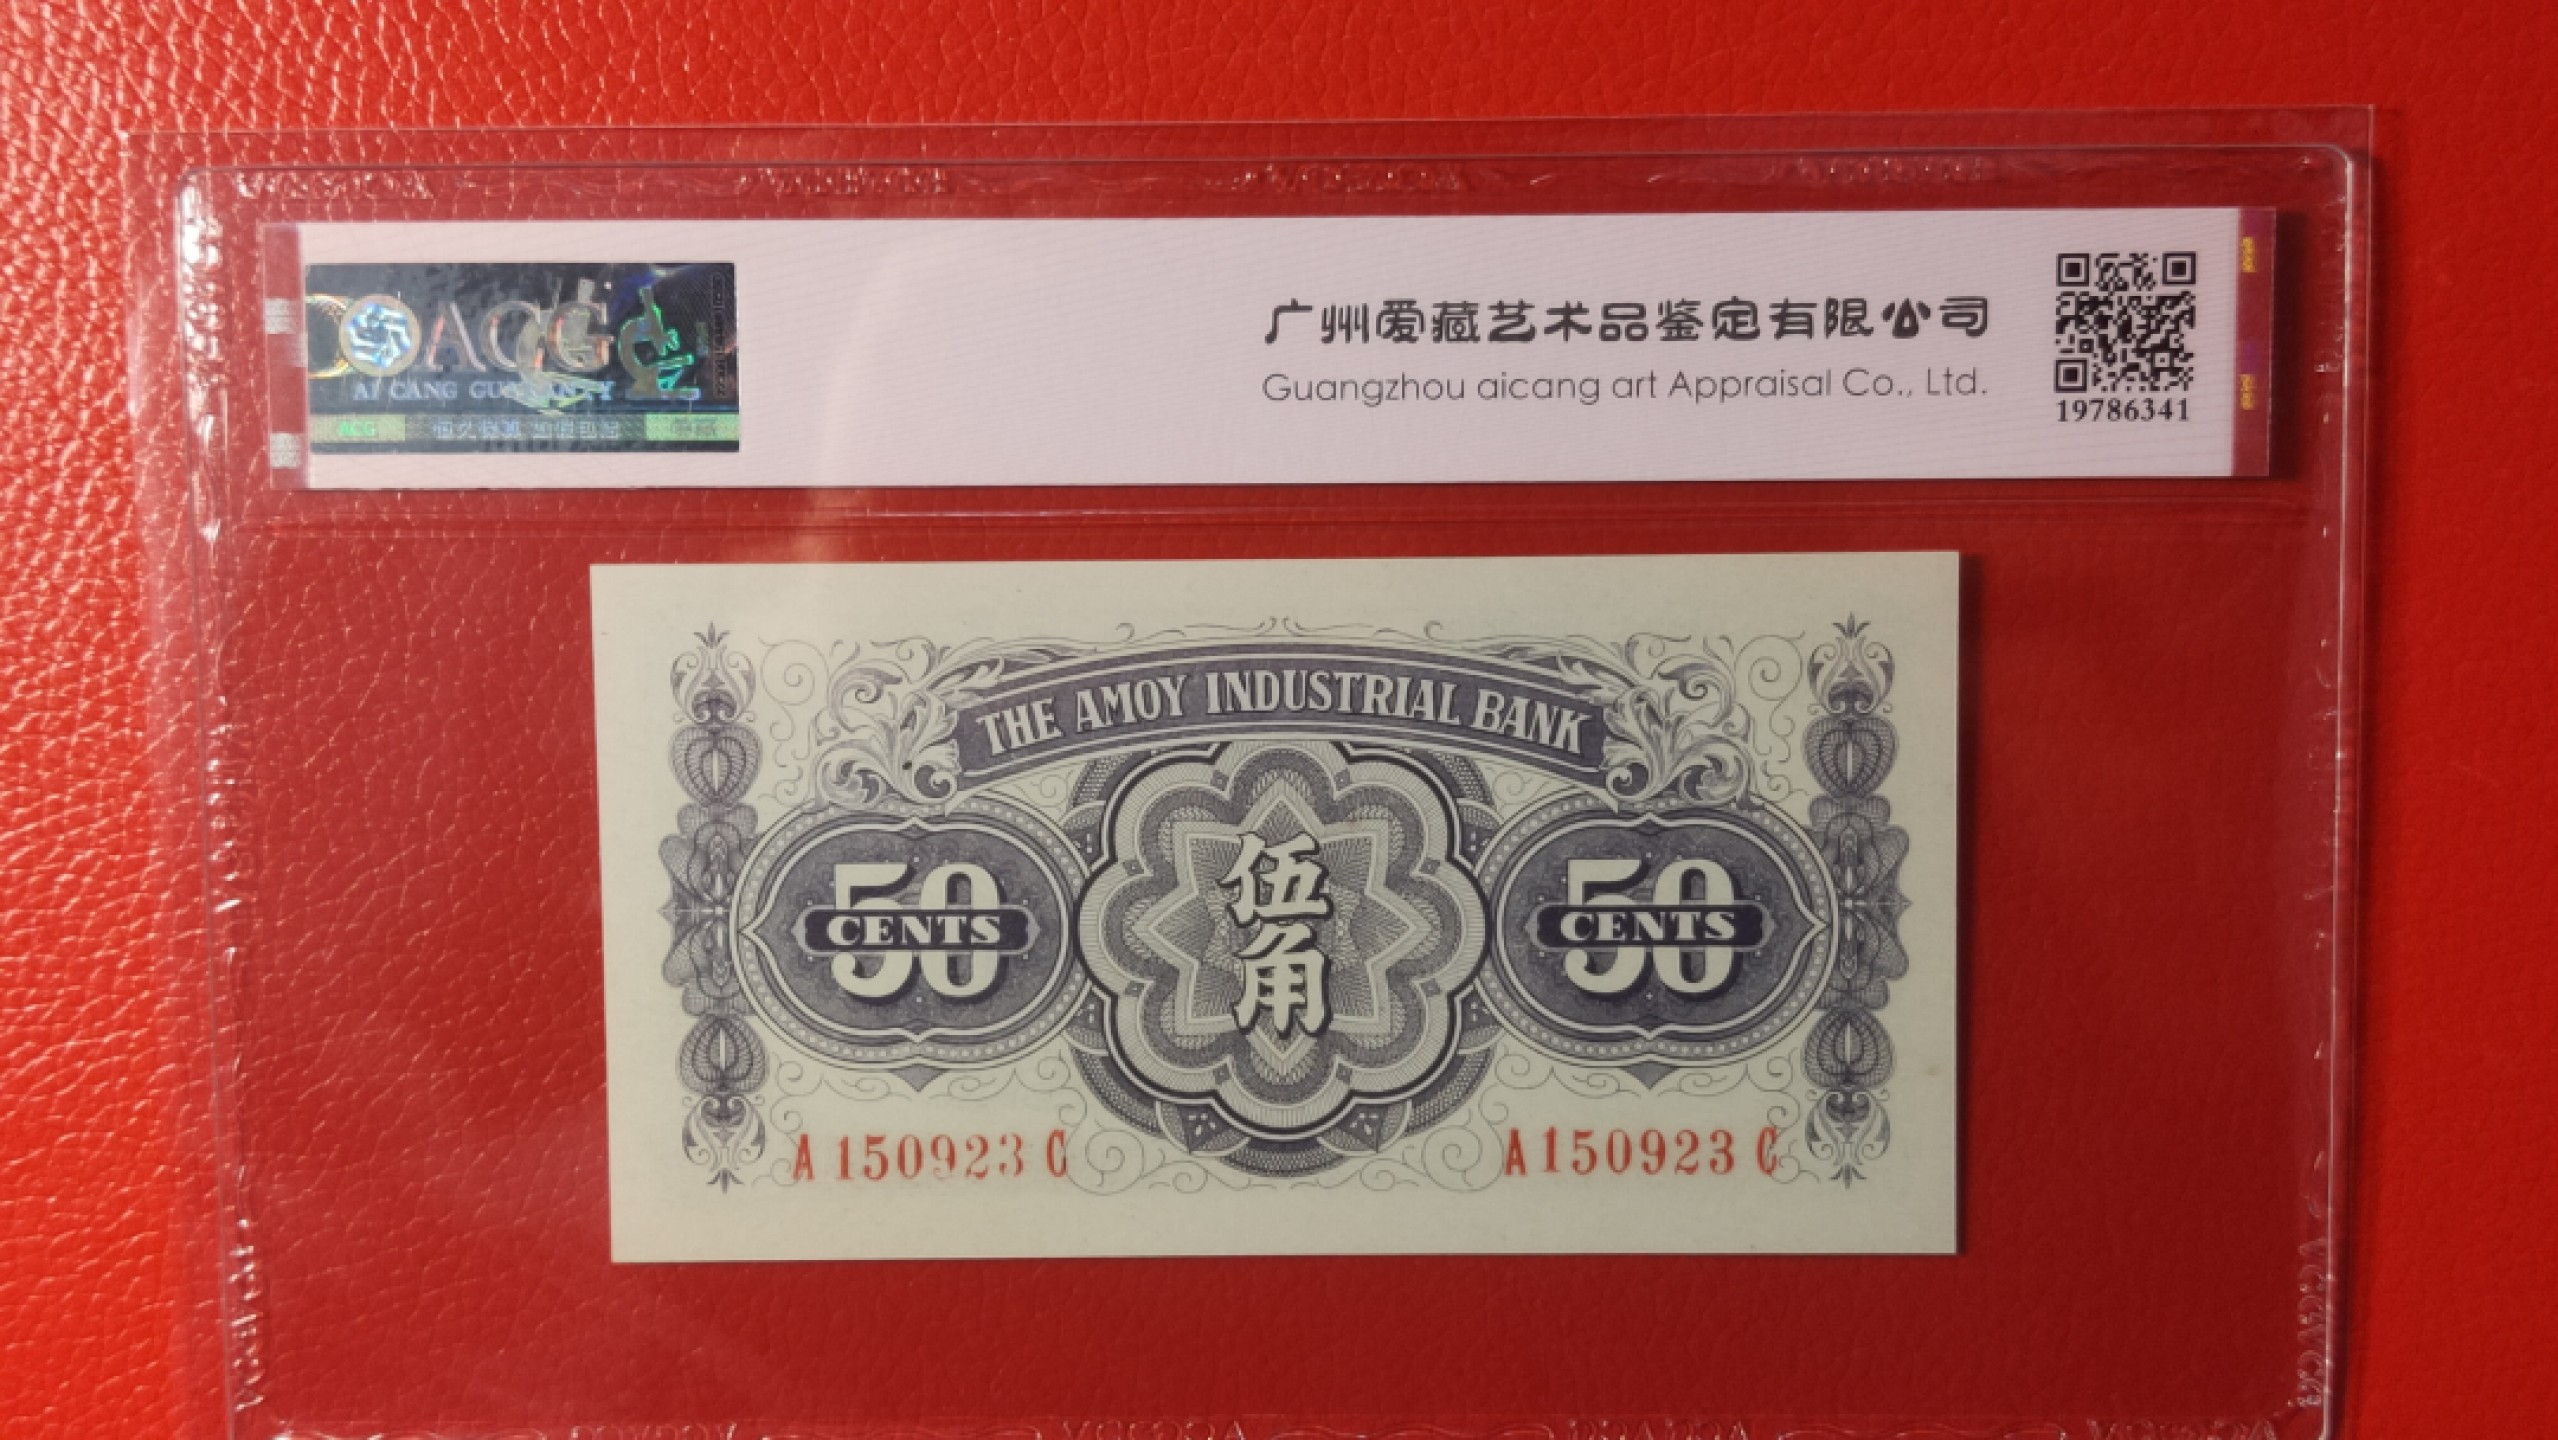 ACG
AI CANG GUARANTY
ACG
广州爱藏艺术品鉴定有限公司
Guangzhou aicang art Appraisal Co., Ltd.
19786341
THE AMOY INDUSTRIAL BANK
50
CENTS
伍角
50
CENTS
A 150923 C
A 150923 C